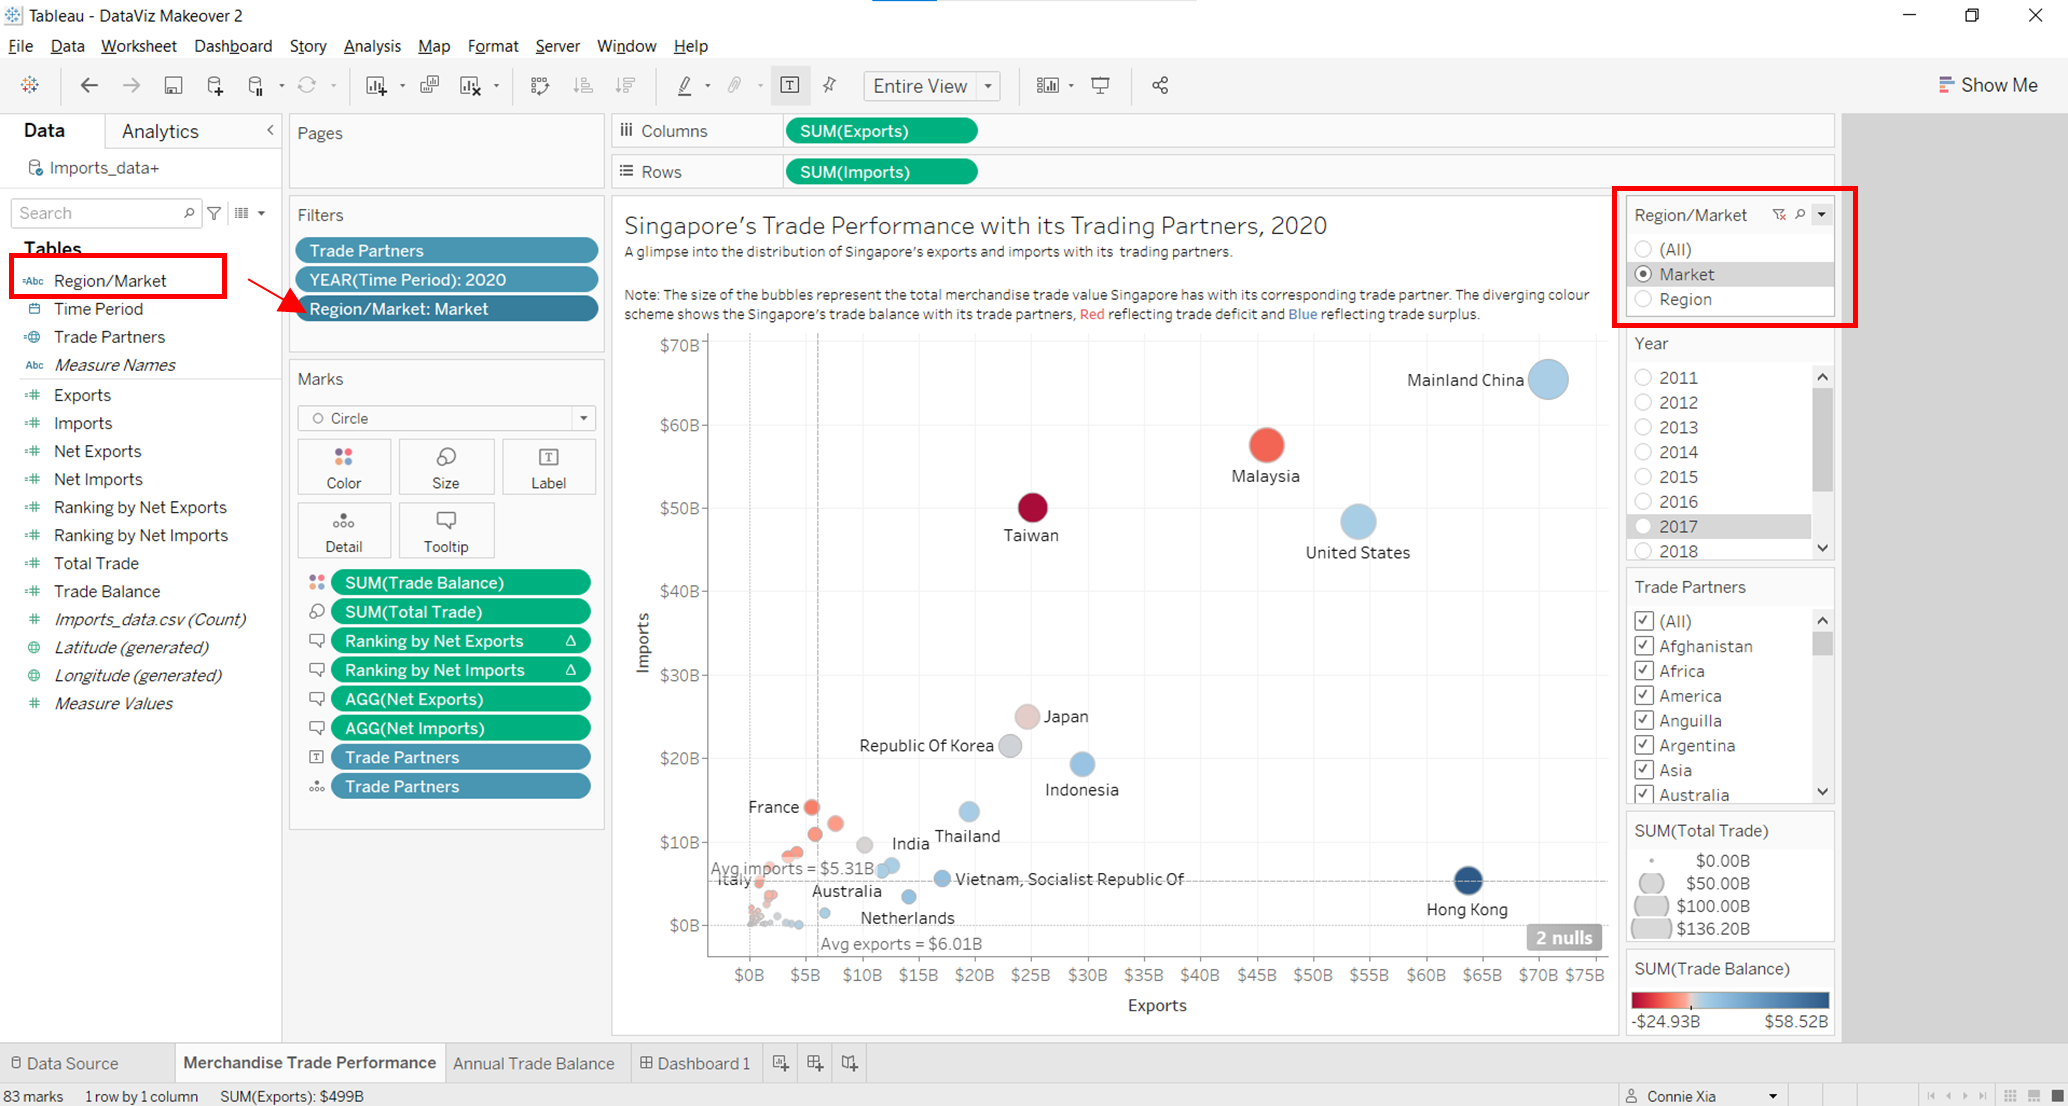 Tableau - DataViz Makeover 2
File Data Worksheet Dashboard Story Analysis Map Format Server Window Help
Entire View
Show Me
Data
Analytics
Imports_data+
Search
Tables
Abc Region/Market
Time Period
Trade Partners
Abc Measure Names
Exports
Imports
Net Exports
Net Imports
Ranking by Net Exports
Ranking by Net Imports
Total Trade
Trade Balance
Imports_data.csv (Count)
Latitude (generated)
Longitude (generated)
Measure Values
Pages
Filters
Trade Partners
YEAR(Time Period): 2020
Region/Market: Market
Marks
Circle
Color
Size
Label
Detail
Tooltip
SUM(Trade Balance)
SUM(Total Trade)
Ranking by Net Exports
Ranking by Net Imports
AGG(Net Exports)
AGG(Net Imports)
Trade Partners
Trade Partners
Columns
SUM(Exports)
Rows
SUM(Imports)
Singapore's Trade Performance with its Trading Partners, 2020
A glimpse into the distribution of Singapore's exports and imports with its trading partners.
Note: The size of the bubbles represent the total merchandise trade value Singapore has with its corresponding trade partner. The diverging colour
scheme shows the Singapore's trade balance with its trade partners, Red reflecting trade deficit and Blue reflecting trade surplus.
$70B
$60B
$50B
$40B
$30B
$20B
$10B
$0B
Imports
Mainland China
Malaysia
Taiwan
United States
Japan
Republic Of Korea
Indonesia
France
India
Thailand
Avg imports = $5.31B
Italy
Australia
Vietnam, Socialist Republic Of
Netherlands
Hong Kong
Avg exports = $6.01B
2 nulls
$0B $5B $10B $15B $20B $25B $30B $35B $40B $45B $50B $55B $60B $65B $70B $75B
Exports
Region/Market
(All)
Market
Region
Year
2011
2012
2013
2014
2015
2016
2017
2018
Trade Partners
(All)
Afghanistan
Africa
America
Anguilla
Argentina
Asia
Australia
SUM(Total Trade)
$0.00B
$50.00B
$100.00B
$136.20B
SUM(Trade Balance)
-$24.93B $58.52B
Data Source
Merchandise Trade Performance
Annual Trade Balance
Dashboard 1
83 marks 1 row by 1 column SUM(Exports): $499B
Connie Xia